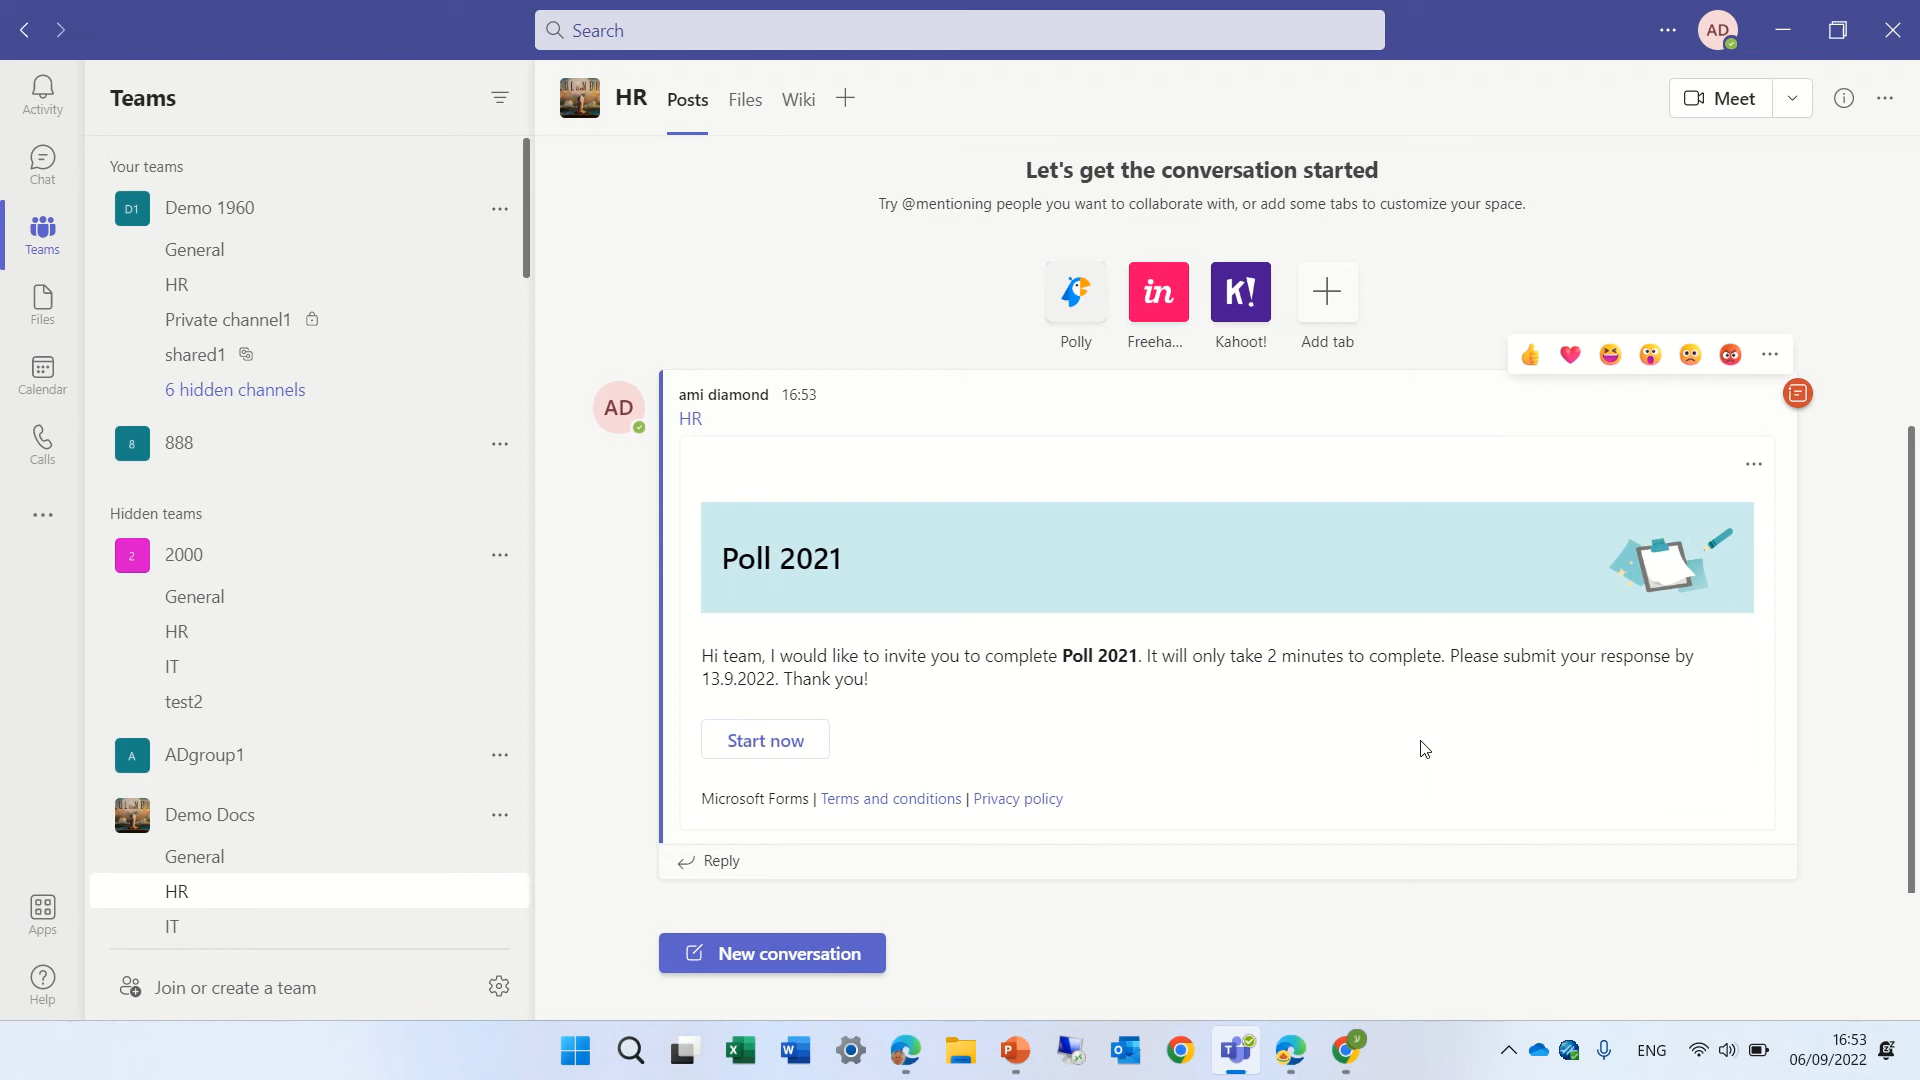 Search
AD
Activity
Chat
Teams
Files
Calendar
Calls
Apps
Help
Teams
Your teams
D1 Demo 1960
General
HR
Private channel1
shared1
6 hidden channels
8 888
Hidden teams
2 2000
General
HR
IT
test2
A ADgroup1
Demo Docs
General
HR
IT
Join or create a team
HR Posts Files Wiki
Meet
Let's get the conversation started
Try @mentioning people you want to collaborate with, or add some tabs to customize your space.
in K!
Polly Freeha... Kahoot! Add tab
AD
ami diamond 16:53
HR
Poll 2021
Hi team, I would like to invite you to complete Poll 2021. It will only take 2 minutes to complete. Please submit your response by
13.9.2022. Thank you!
Start now
Microsoft Forms | Terms and conditions | Privacy policy
Reply
New conversation
ENG
16:53
06/09/2022